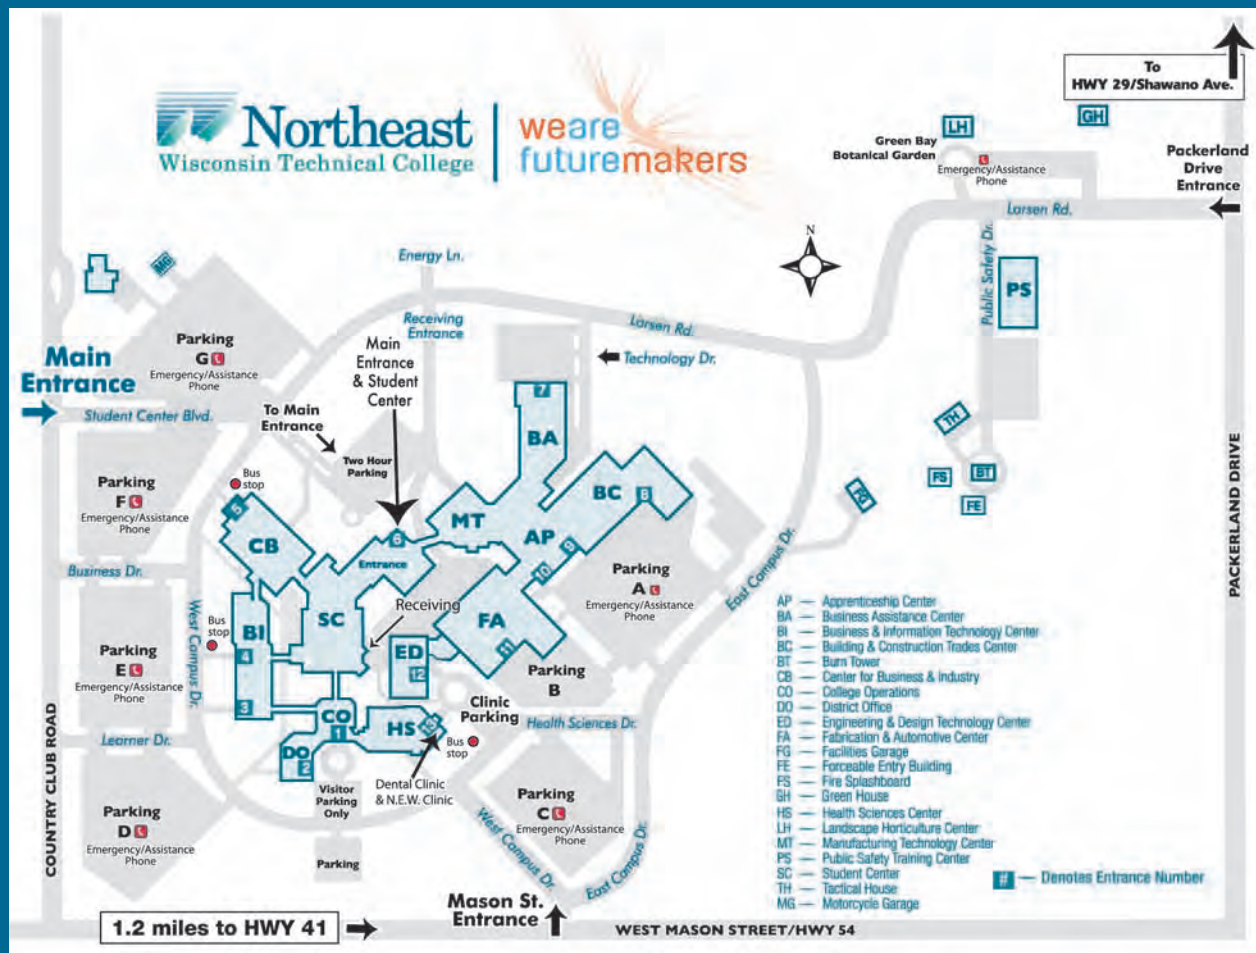 To
HWY 29/Shawano Ave.
Northeast
Wisconsin Technical College
we are
futuremakers
LH
GH
Green Bay
Botanical Garden
Emergency/Assistance
Phone
Packerland
Drive
Entrance
Larsen Rd.
Public Safety Dr.
PS
N
MG
Energy Ln.
Receiving
Entrance
Larsen Rd.
Technology Dr.
Parking
G
Emergency/Assistance
Phone
Main
Entrance
Main
Entrance
& Student
Center
Student Center Blvd.
To Main
Entrance
Two Hour
Parking
7
BA
TH
FS
BT
FE
FG
Parking
F
Emergency/Assistance
Phone
Bus
stop
5
CB
6
Entrance
MT
AP
BC
8
9
10
Parking
A
Emergency/Assistance
Phone
East Campus Dr.
PACKERLAND DRIVE
Business Dr.
West Campus Dr.
Bus
stop
BI
4
3
SC
Receiving
FA
11
ED
12
Parking
B
Parking
E
Emergency/Assistance
Phone
Learner Dr.
CO
1
HS
13
Clinic
Parking
Bus
stop
Health Sciences Dr.
DO
2
Visitor
Parking
Only
Dental Clinic
& N.E.W. Clinic
Parking
Parking
D
Emergency/Assistance
Phone
COUNTRY CLUB ROAD
Parking
C
Emergency/Assistance
Phone
West Campus Dr.
East Campus Dr.
AP — Apprenticeship Center
BA — Business Assistance Center
BI — Business & Information Technology Center
BC — Building & Construction Trades Center
BT — Burn Tower
CB — Center for Business & Industry
CO — College Operations
DO — District Office
ED — Engineering & Design Technology Center
FA — Fabrication & Automotive Center
FG — Facilities Garage
FE — Forceable Entry Building
FS — Fire Splashboard
GH — Green House
HS — Health Sciences Center
LH — Landscape Horticulture Center
MT — Manufacturing Technology Center
PS — Public Safety Training Center
SC — Student Center
TH — Tactical House
MG — Motorcycle Garage
# — Denotes Entrance Number
Mason St.
Entrance
1.2 miles to HWY 41
WEST MASON STREET/HWY 54